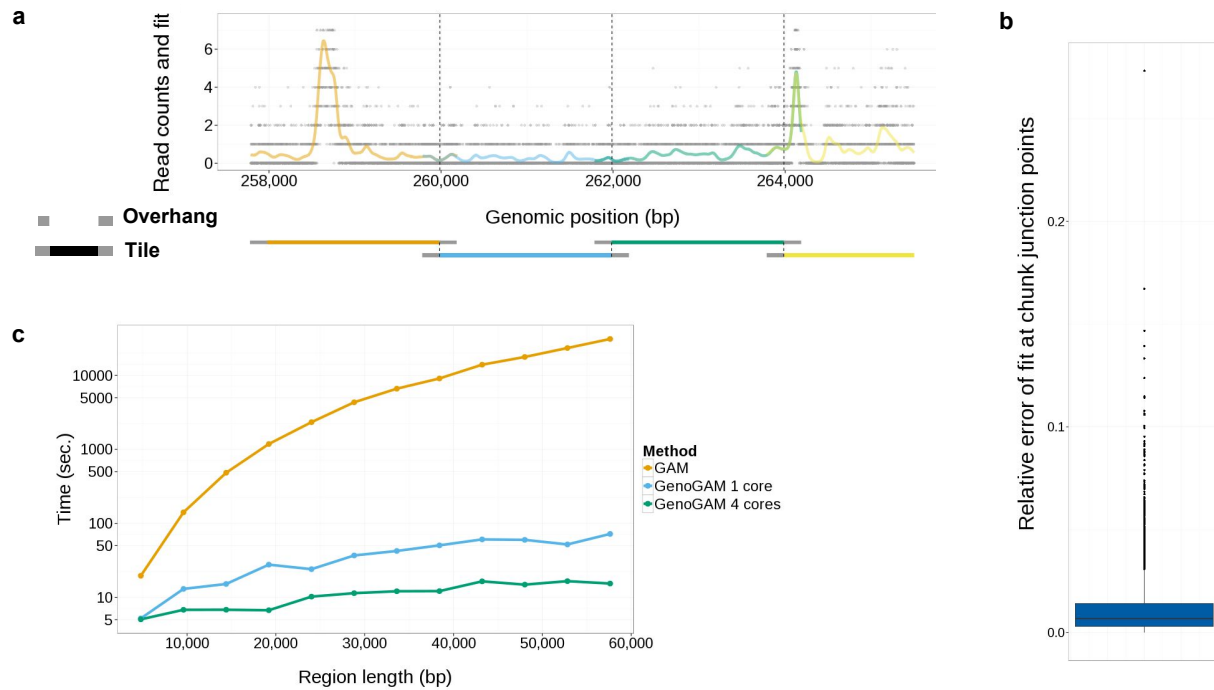 a
Read counts and fit
6
4
2
0
258,000
260,000
262,000
264,000
Genomic position (bp)
Overhang
Tile
b
Relative error of fit at chunk junction points
0.2
0.1
0.0
c
Time (sec.)
10000
5000
1000
500
100
50
10
5
10,000
20,000
30,000
40,000
50,000
60,000
Region length (bp)
Method
GAM
GenoGAM 1 core
GenoGAM 4 cores